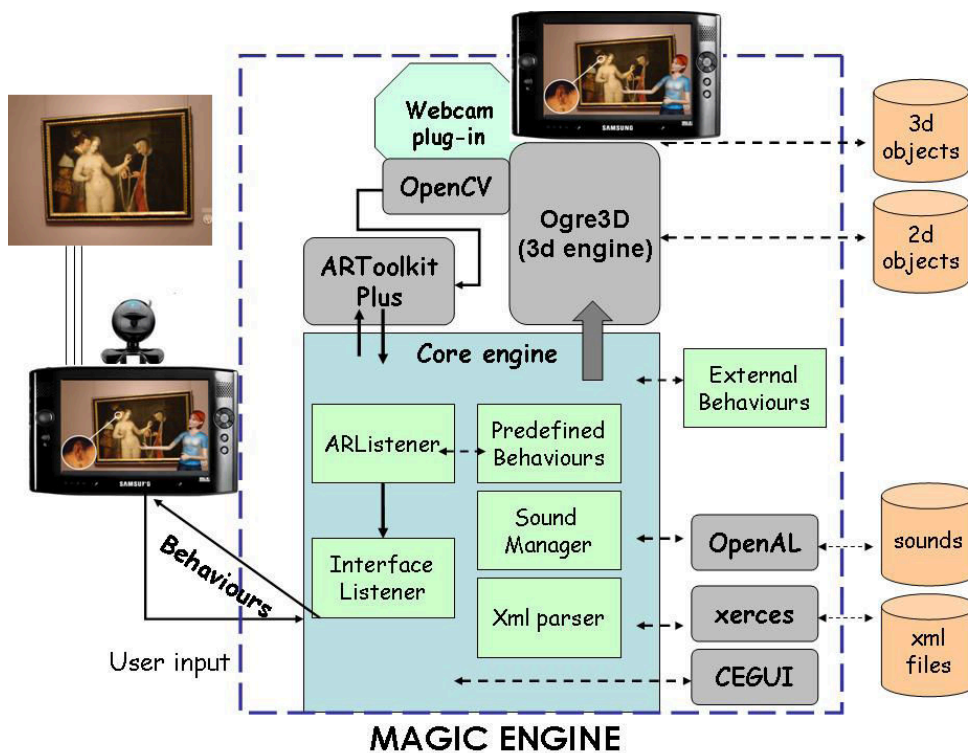 Webcam
plug-in
SAMSUNG
OpenCV
Ogre3D
(3d engine)
ARToolkit
Plus
3d
objects
2d
objects
Core engine
External
Behaviours
ARListener
Predefined
Behaviours
Sound
Manager
OpenAL
sounds
Interface
Listener
Behaviours
Xml parser
xerces
xml
files
User input
CEGUI
MAGIC ENGINE